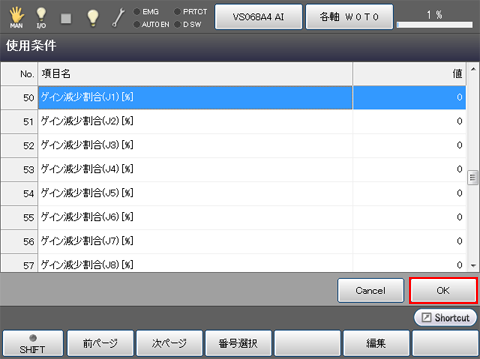 MAN I/O EMG PRTCT AUTO EN D SW VS068A4 AI 各軸 W 0 T 0 1 %
使用条件
No. 項目名 値
50 ゲイン減少割合(J1) [%] 0
51 ゲイン減少割合(J2) [%] 0
52 ゲイン減少割合(J3) [%] 0
53 ゲイン減少割合(J4) [%] 0
54 ゲイン減少割合(J5) [%] 0
55 ゲイン減少割合(J6) [%] 0
56 ゲイン減少割合(J7) [%] 0
57 ゲイン減少割合(J8) [%] 0
Cancel OK
Shortcut
SHIFT 前ページ 次ページ 番号選択 編集